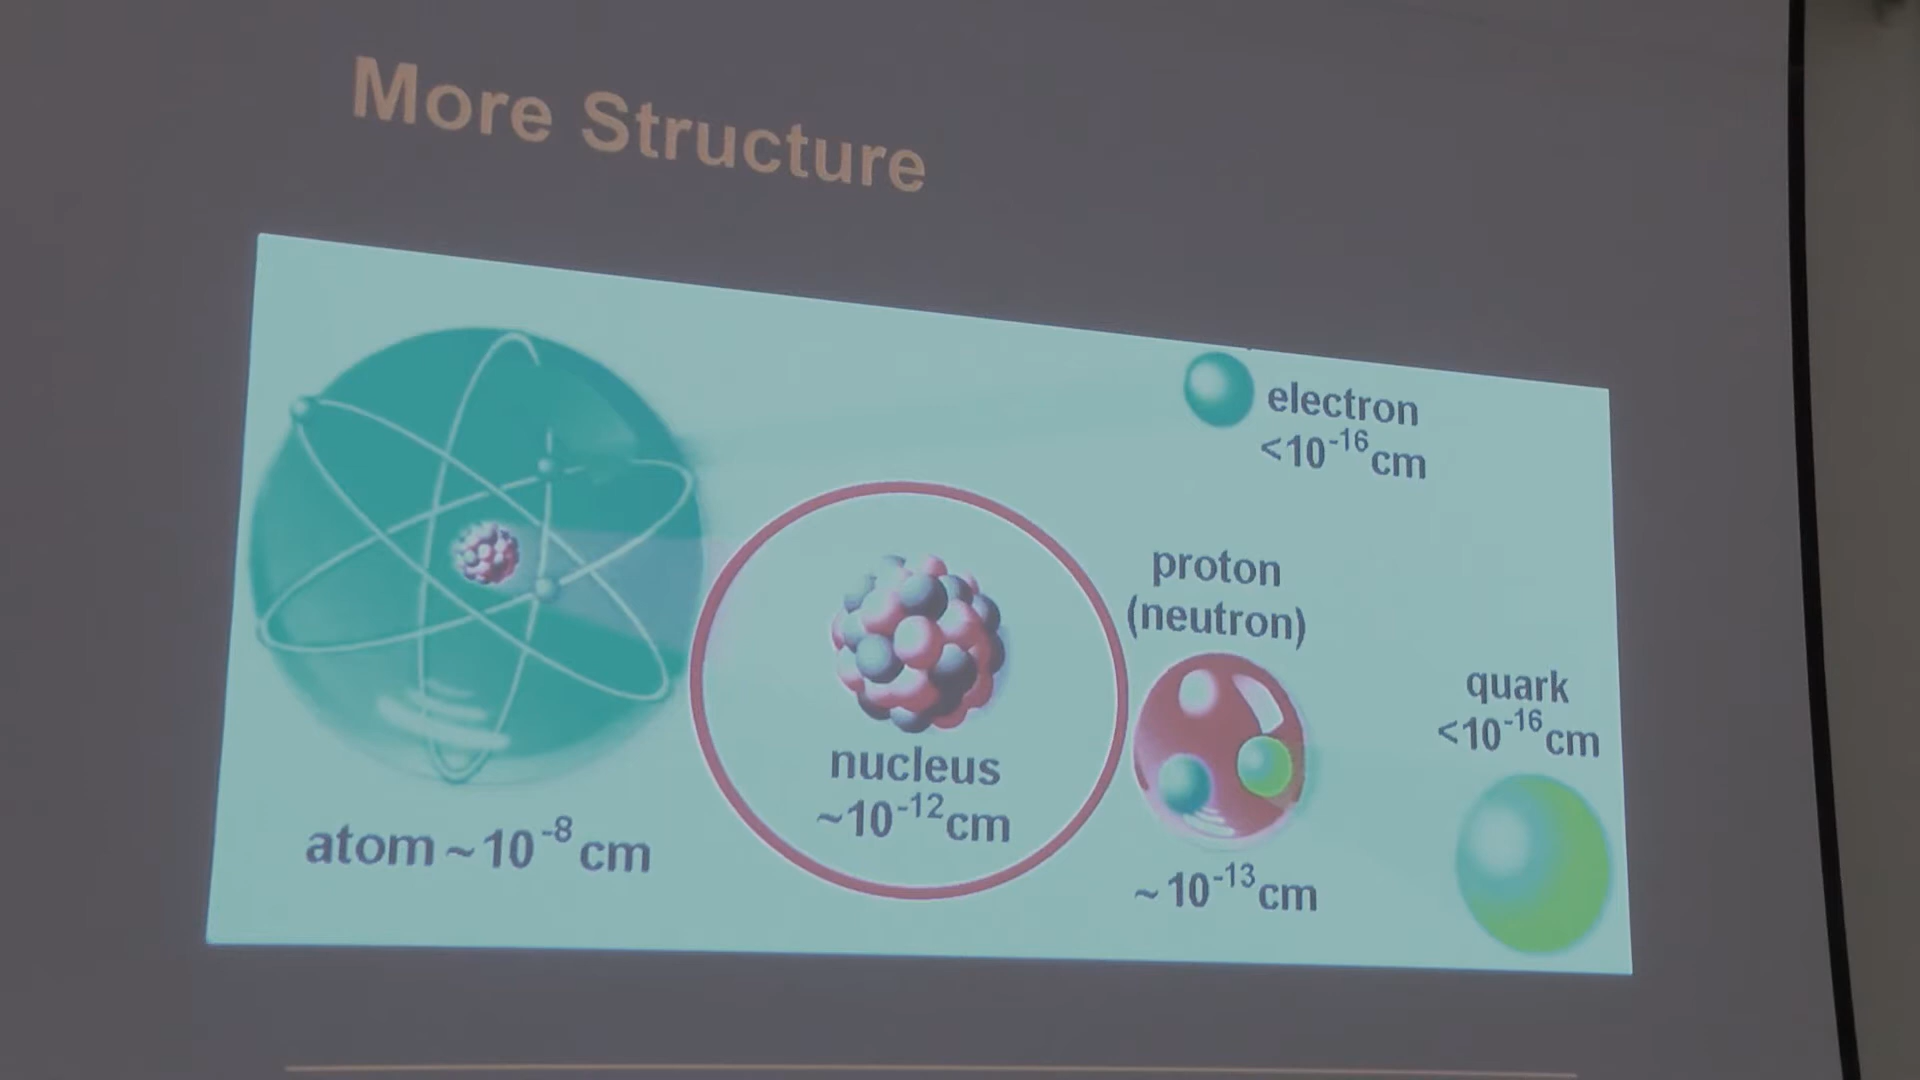 More Structure
electron
<10⁻¹⁶cm
proton
(neutron)
quark
<10⁻¹⁶cm
nucleus
~10⁻¹²cm
atom ~ 10⁻⁸ cm
~ 10⁻¹³cm